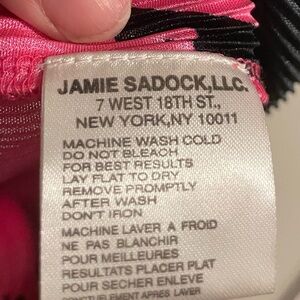 JAMIE SADOCK,LLC.
7 WEST 18TH ST.,
NEW YORK,NY 10011
MACHINE WASH COLD
DO NOT BLEACH
FOR BEST RESULTS
LAY FLAT TO DRY
REMOVE PROMPTLY
AFTER WASH
DON'T IRON
MACHINE LAVER A FROID
NE PAS BLANCHIR
POUR MEILLEURES
RESULTATS PLACER PLAT
POUR SECHER ENLEVE
APRES LAVER